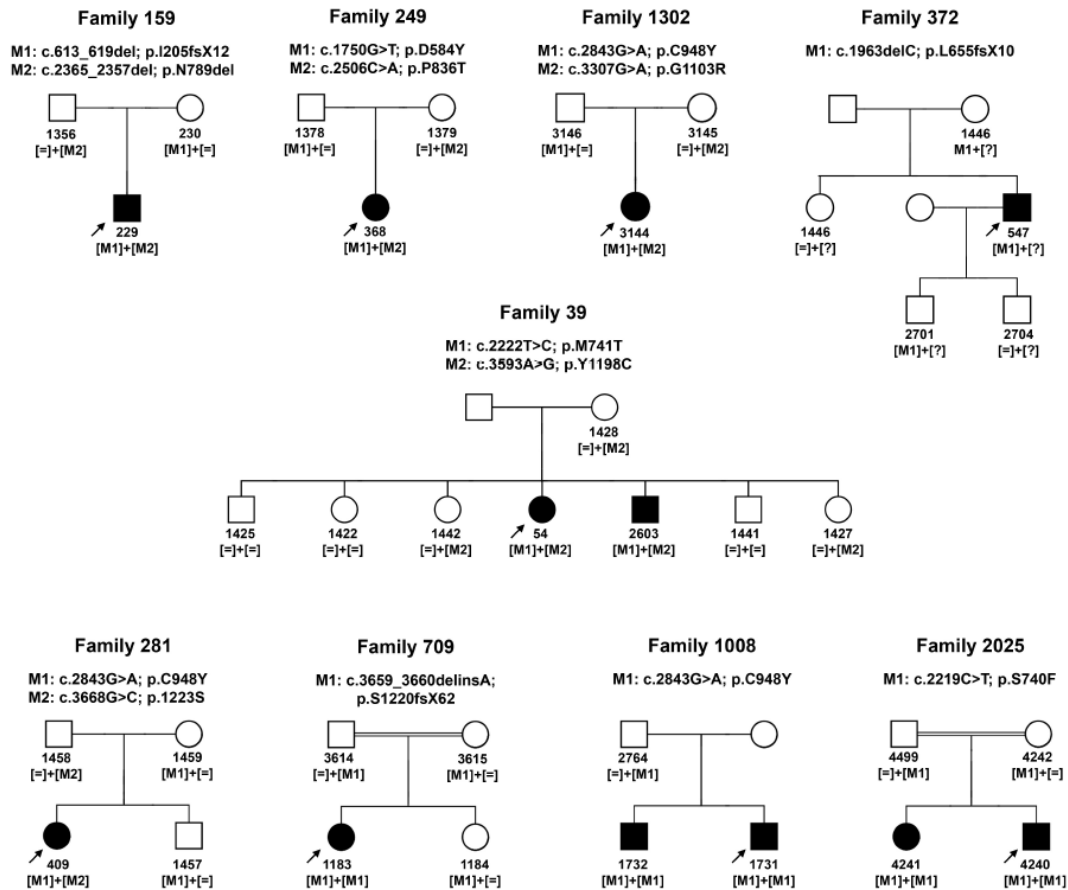 Family 159
M1: c.613_619del; p.I205fsX12
M2: c.2365_2357del; p.N789del
1356
[=]+[M2]
230
[M1]+[=]
229
[M1]+[M2]
Family 249
M1: c.1750G>T; p.D584Y
M2: c.2506C>A; p.P836T
1378
[M1]+[=]
1379
[=]+[M2]
368
[M1]+[M2]
Family 1302
M1: c.2843G>A; p.C948Y
M2: c.3307G>A; p.G1103R
3146
[M1]+[=]
3145
[=]+[M2]
3144
[M1]+[M2]
Family 372
M1: c.1963delC; p.L655fsX10
1446
M1+[?]
1446
[=]+[?]
547
[M1]+[?]
2701
[M1]+[?]
2704
[=]+[?]
Family 39
M1: c.2222T>C; p.M741T
M2: c.3593A>G; p.Y1198C
1428
[=]+[M2]
1425
[=]+[=]
1422
[=]+[=]
1442
[=]+[M2]
54
[M1]+[M2]
2603
[M1]+[M2]
1441
[=]+[=]
1427
[=]+[M2]
Family 281
M1: c.2843G>A; p.C948Y
M2: c.3668G>C; p.1223S
1458
[=]+[M2]
1459
[M1]+[=]
409
[M1]+[M2]
1457
[M1]+[=]
Family 709
M1: c.3659_3660delinsA;
p.S1220fsX62
3614
[=]+[M1]
3615
[M1]+[=]
1183
[M1]+[M1]
1184
[M1]+[=]
Family 1008
M1: c.2843G>A; p.C948Y
2764
[=]+[M1]
1732
[M1]+[M1]
1731
[M1]+[M1]
Family 2025
M1: c.2219C>T; p.S740F
4499
[=]+[M1]
4242
[M1]+[=]
4241
[M1]+[M1]
4240
[M1]+[M1]